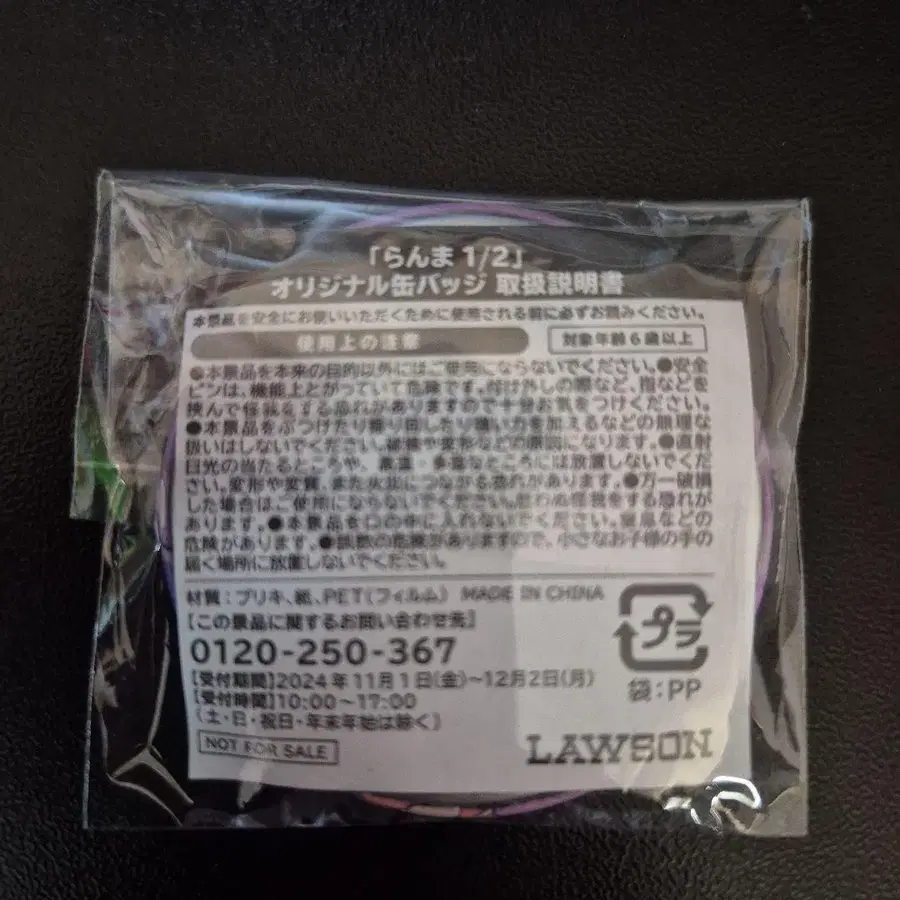 「らんま 1/2」
オリジナル缶バッジ 取扱説明書
本景品を安全にお使いいただくために使用される前に必ずお読みください。
使用上の注意
対象年齢6歳以上
●本景品を本来の目的以外にはご使用にならないでください。●安全
ピンは、機能上とがっていて危険です。付け外しの際など、指などを
挟んで怪我をする恐れがありますので十分お気をつけください。
●本景品をぶつけたり振り回したり強い力を加えるなどの無理な
扱いはしないでください。破損や変形などの原因になります。●直射
日光の当たるところや、高温・多湿なところには放置しないでくだ
さい。変形や変質、また火災につながる恐れがあります。●万一破損
した場合はご使用にならないでください。思わぬ怪我をする恐れが
あります。●本景品を口の中に入れないでください。窒息などの
危険があります。●誤飲の危険がありますので、小さなお子様の手の
届く場所に放置しないでください。
材質：ブリキ、紙、PET(フィルム) MADE IN CHINA
【この景品に関するお問い合わせ先】
0120-250-367
【受付期間】2024年11月1日(金)～12月2日(月)
【受付時間】10:00～17:00
(土・日・祝日・年末年始は除く)
プラ
袋：PP
NOT FOR SALE
LAWSON